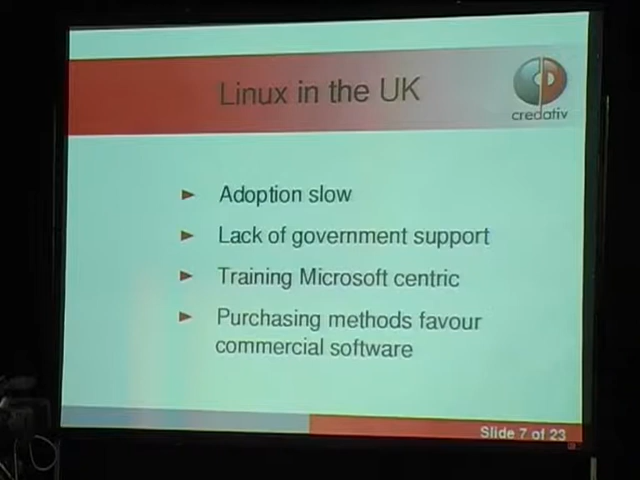 Linux in the UK
credativ
Adoption slow
Lack of government support
Training Microsoft centric
Purchasing methods favour
commercial software
Slide 7 of 23